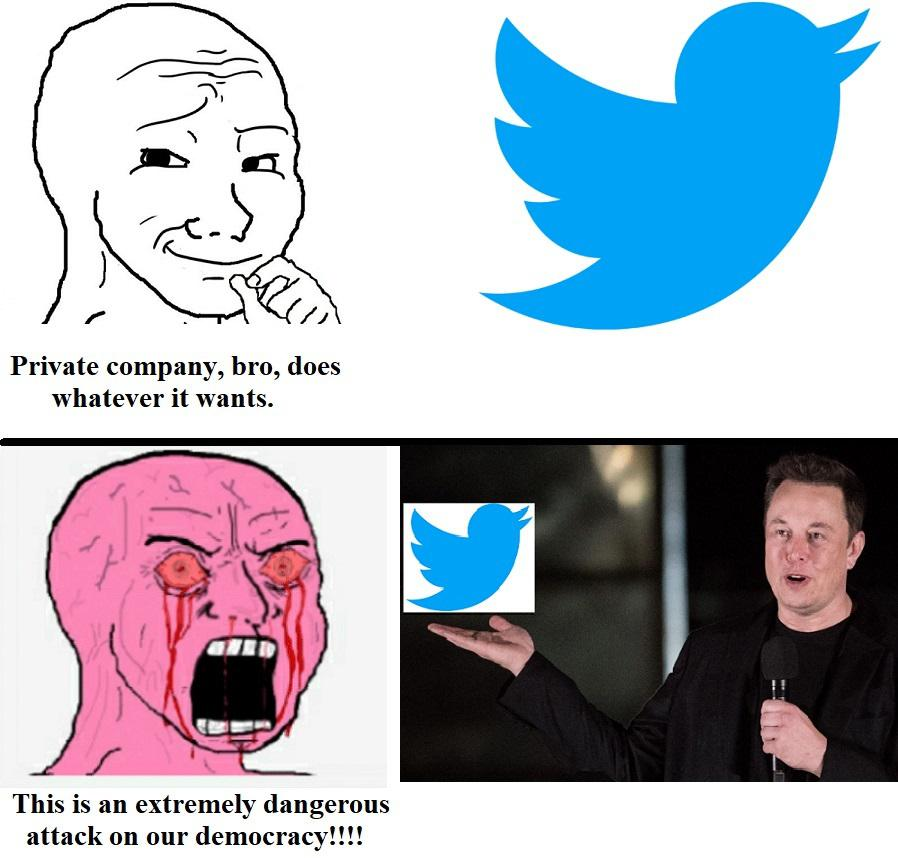 Private company, bro, does
whatever it wants.
This is an extremely dangerous
attack on our democracy!!!!